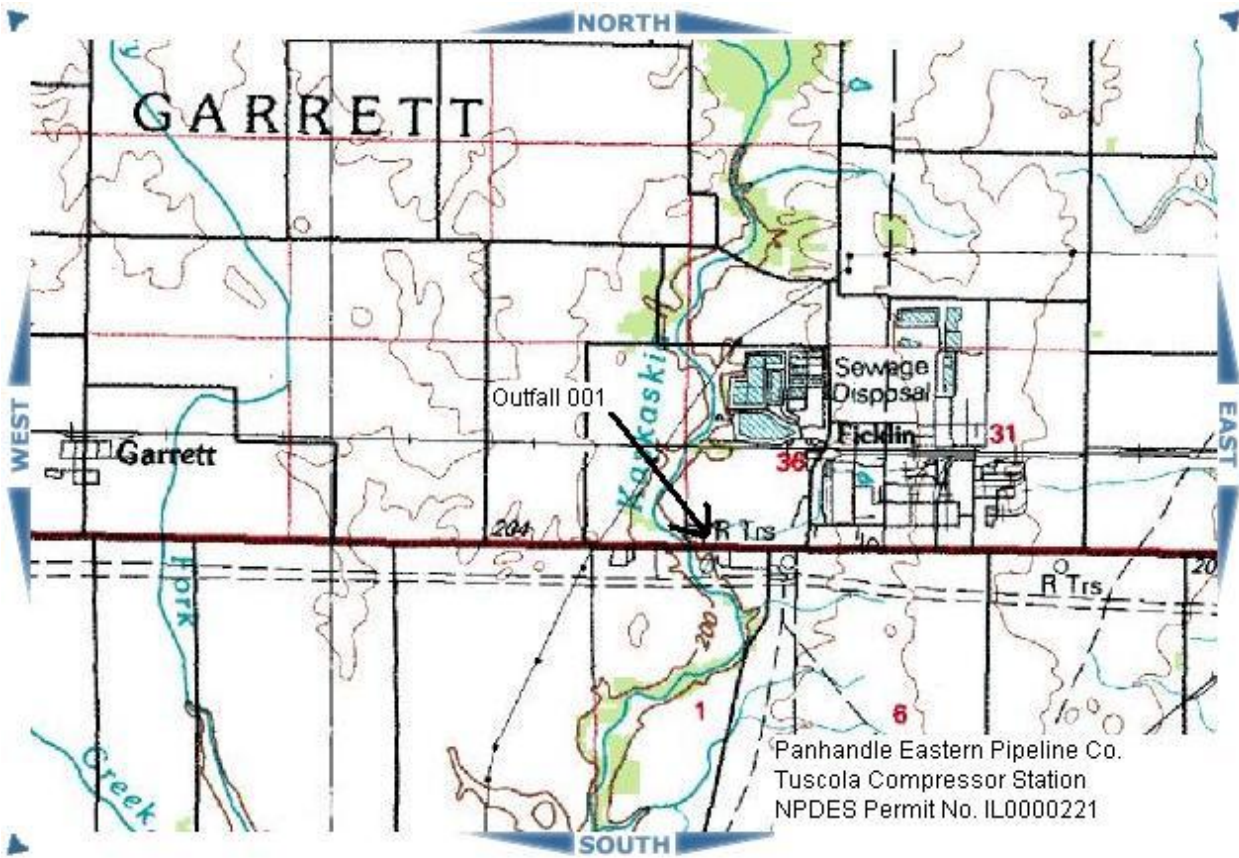 NORTH
GARRETT
Kaskaski
Sewage
Disposal
Outfall 001
WEST
EAST
Garrett
Ficklin
31
36
204
R Trs
Fork
R Trs
20
200
1
6
Creek
Panhandle Eastern Pipeline Co.
Tuscola Compressor Station
NPDES Permit No. IL0000221
SOUTH